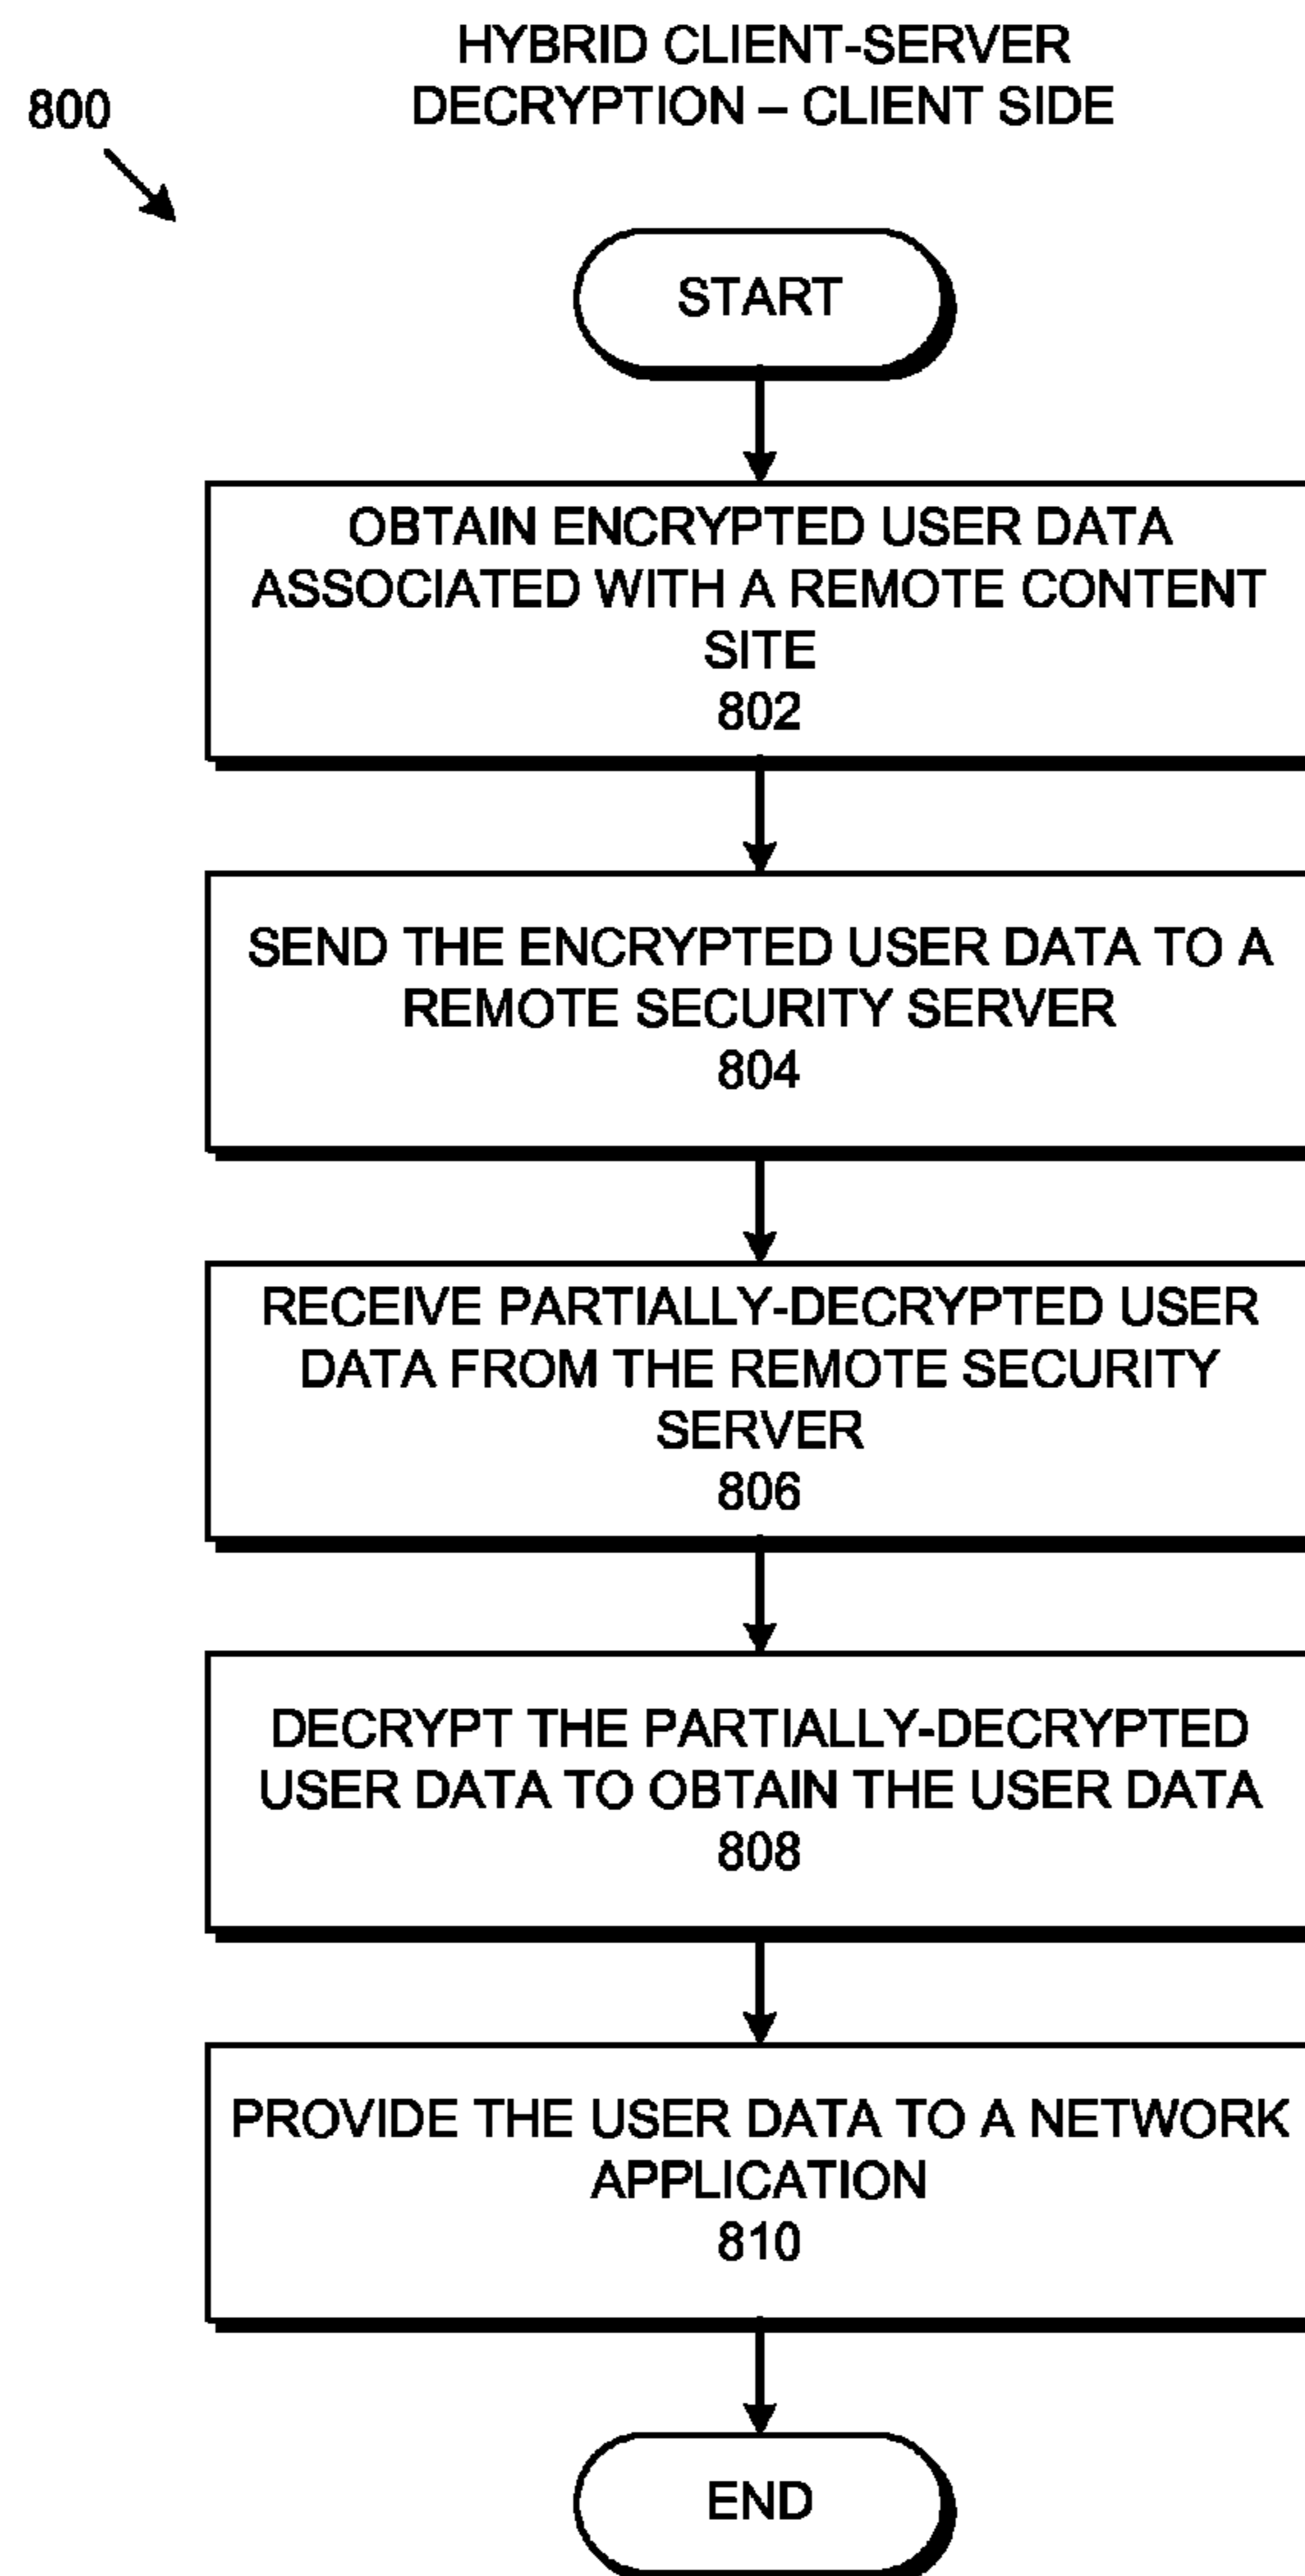 HYBRID CLIENT-SERVER
DECRYPTION – CLIENT SIDE
800
START
OBTAIN ENCRYPTED USER DATA
ASSOCIATED WITH A REMOTE CONTENT
SITE
802
SEND THE ENCRYPTED USER DATA TO A
REMOTE SECURITY SERVER
804
RECEIVE PARTIALLY-DECRYPTED USER
DATA FROM THE REMOTE SECURITY
SERVER
806
DECRYPT THE PARTIALLY-DECRYPTED
USER DATA TO OBTAIN THE USER DATA
808
PROVIDE THE USER DATA TO A NETWORK
APPLICATION
810
END